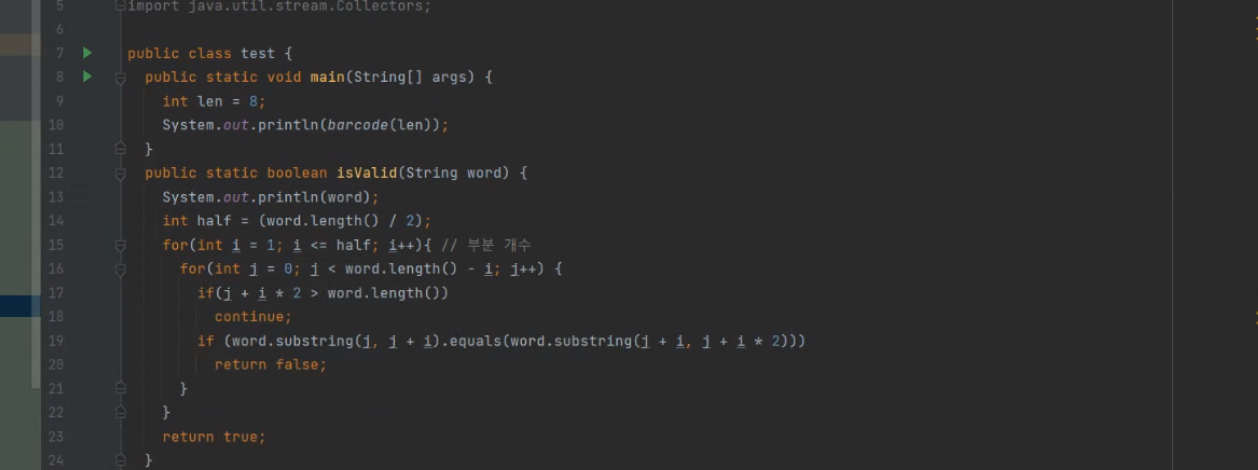 5 import java.util.stream.Collectors;
6
7 public class test {
8 public static void main(String[] args) {
9 int len = 8;
10 System.out.println(barcode(len));
11 }
12 public static boolean isValid(String word) {
13 System.out.println(word);
14 int half = (word.length() / 2);
15 for(int i = 1; i <= half; i++){ // 부분 개수
16 for(int j = 0; j < word.length() - i; j++) {
17 if(j + i * 2 > word.length())
18 continue;
19 if (word.substring(j, j + i).equals(word.substring(j + i, j + i * 2)))
20 return false;
21 }
22 }
23 return true;
24 }